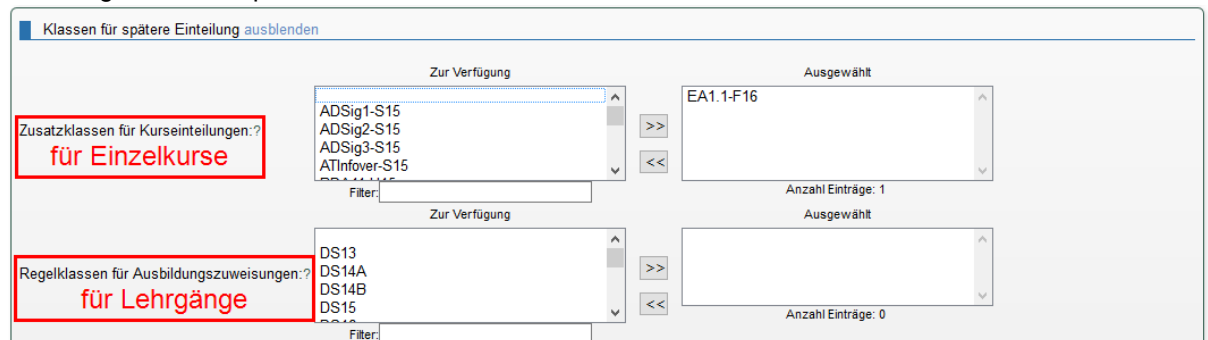 Klassen für spätere Einteilung ausblenden
Zur Verfügung
Ausgewählt
Zusatzklassen für Kurseinteilungen:?
für Einzelkurse
ADSig1-S15
ADSig2-S15
ADSig3-S15
ATInfover-S15
>>
<<
EA1.1-F16
Filter:
Anzahl Einträge: 1
Zur Verfügung
Ausgewählt
Regelklassen für Ausbildungszuweisungen:?
für Lehrgänge
DS13
DS14A
DS14B
DS15
>>
<<
Anzahl Einträge: 0
Filter: